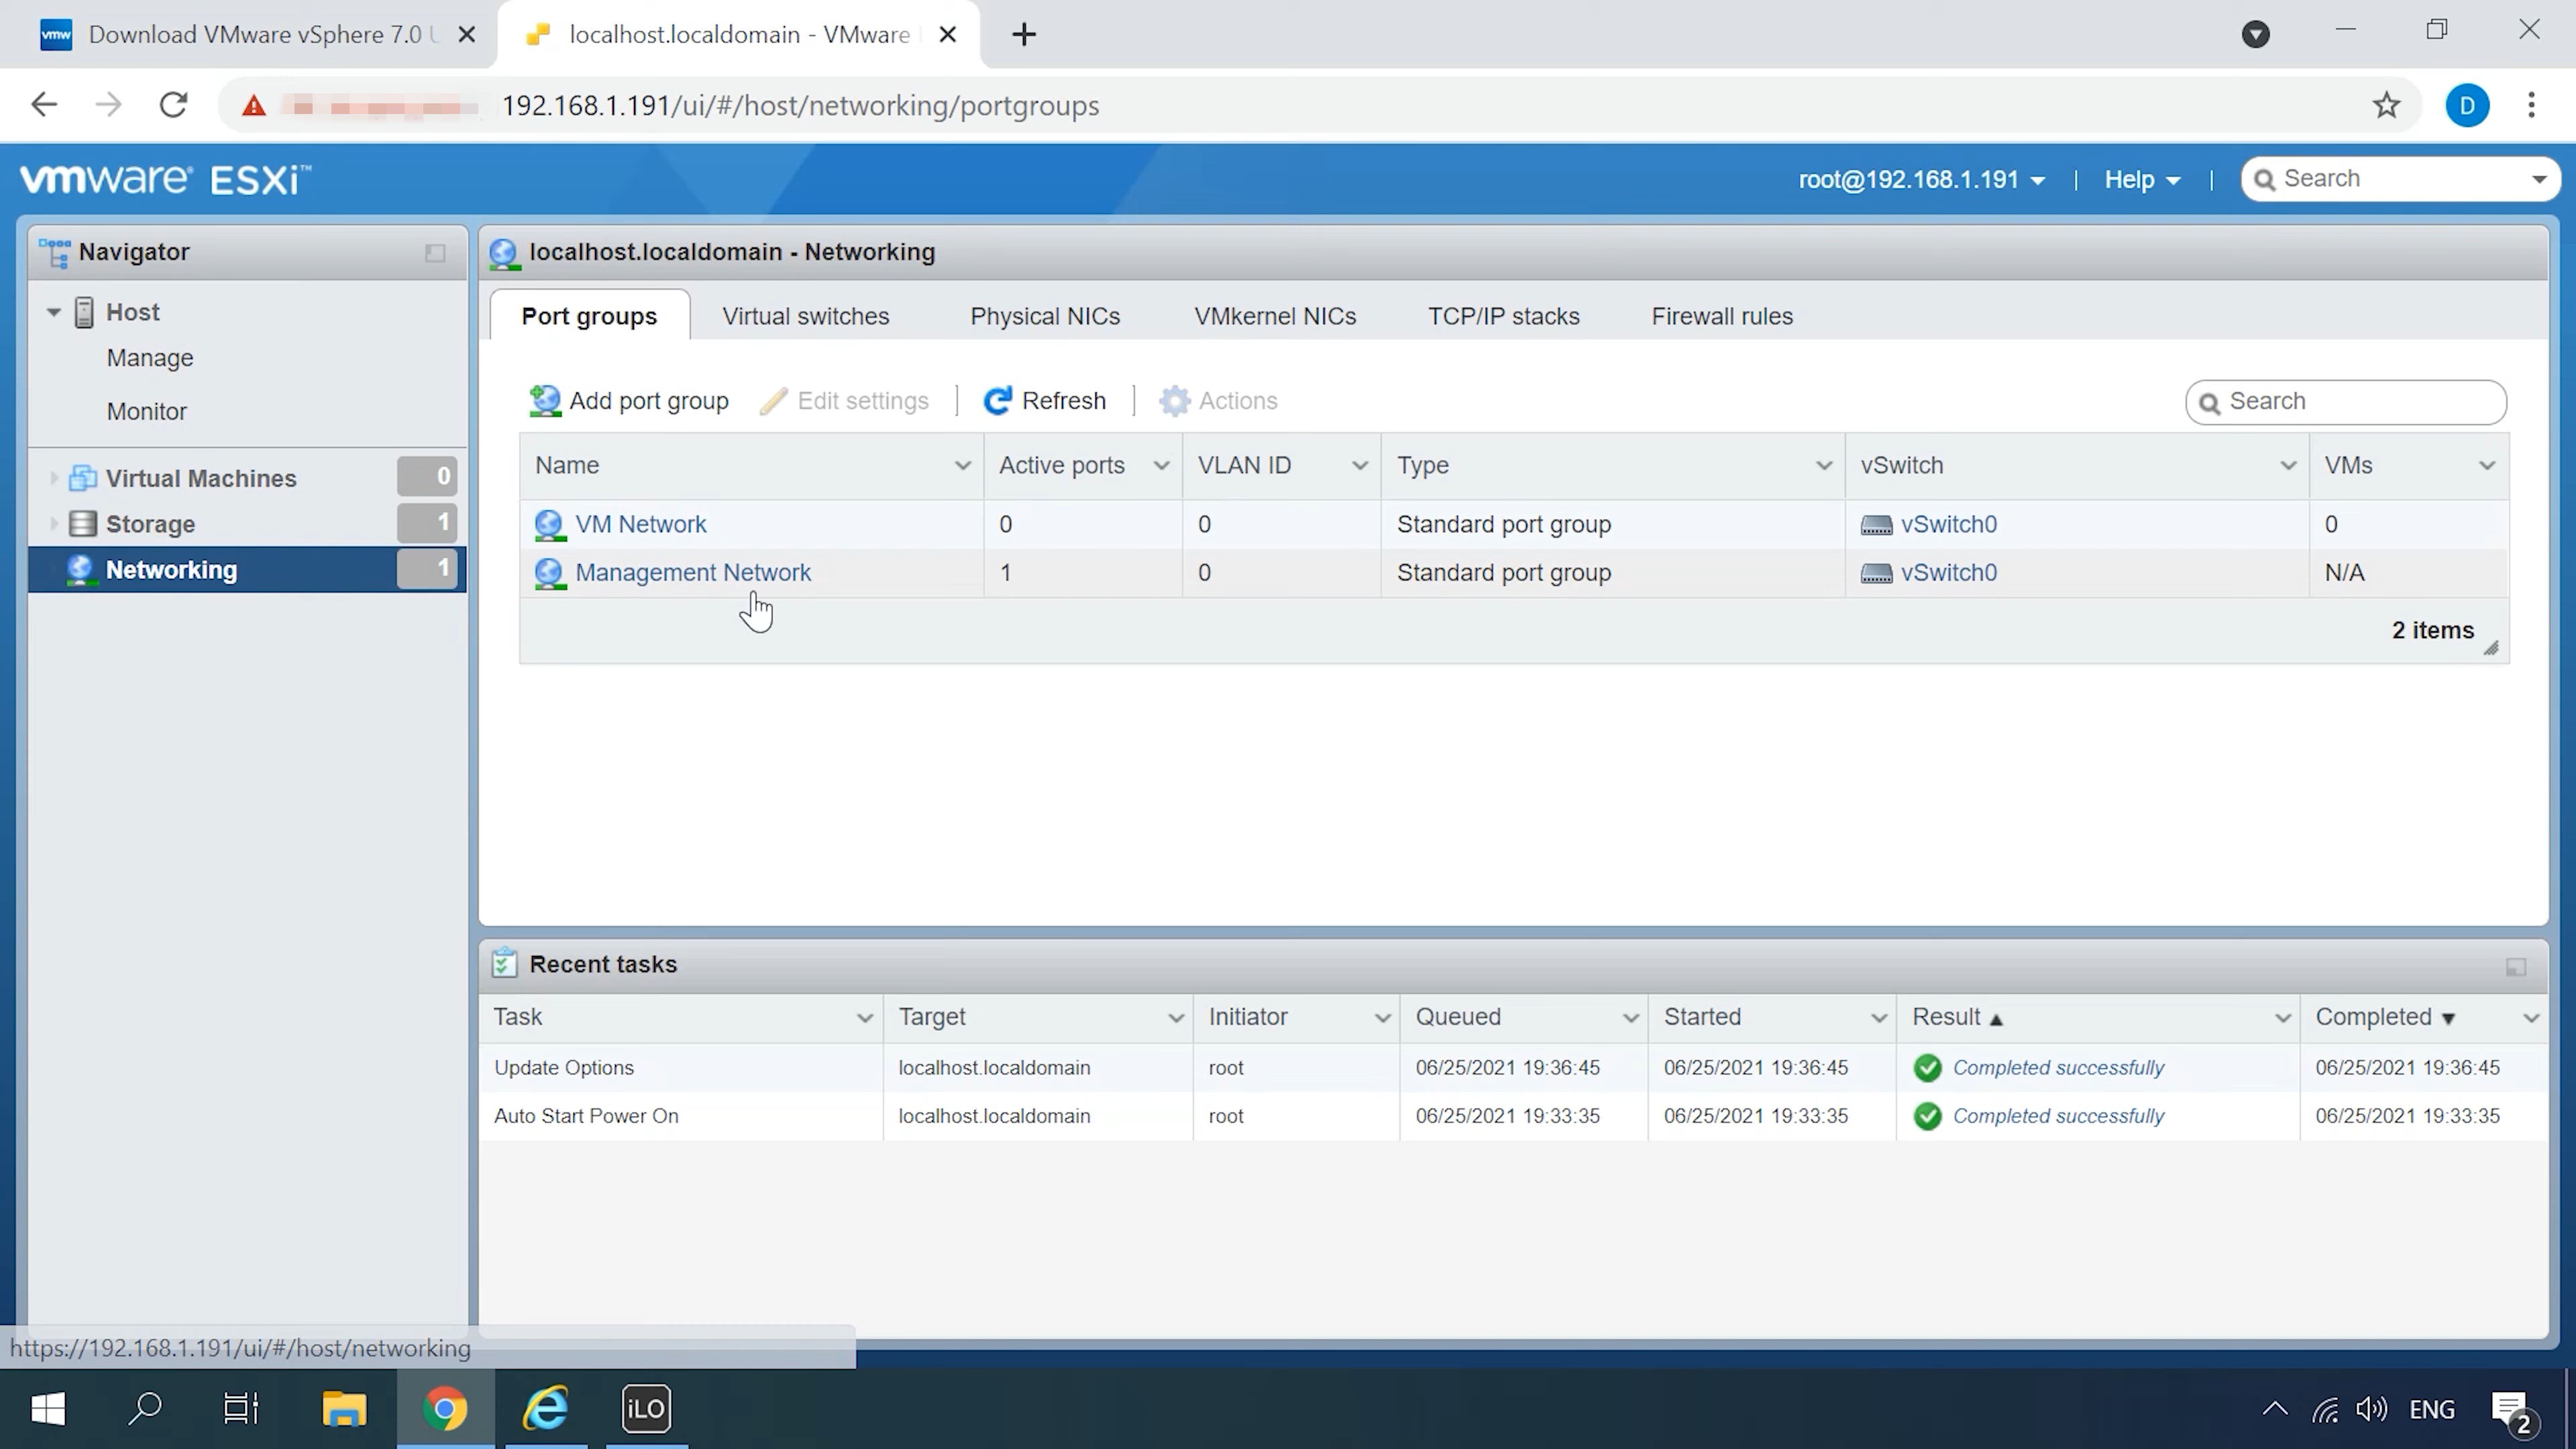 vmw Download VMware vSphere 7.0 U
localhost.localdomain - VMware
192.168.1.191/ui/#/host/networking/portgroups
D
vmware® ESXi™
root@192.168.1.191 | Help | Search
Navigator
Host
Manage
Monitor
Virtual Machines 0
Storage 1
Networking 1
localhost.localdomain - Networking
Port groups Virtual switches Physical NICs VMkernel NICs TCP/IP stacks Firewall rules
Add port group Edit settings | Refresh | Actions Search
Name Active ports VLAN ID Type vSwitch VMs
VM Network 0 0 Standard port group vSwitch0 0
Management Network 1 0 Standard port group vSwitch0 N/A
2 items
Recent tasks
Task Target Initiator Queued Started Result ▲ Completed ▼
Update Options localhost.localdomain root 06/25/2021 19:36:45 06/25/2021 19:36:45 Completed successfully 06/25/2021 19:36:45
Auto Start Power On localhost.localdomain root 06/25/2021 19:33:35 06/25/2021 19:33:35 Completed successfully 06/25/2021 19:33:35
https://192.168.1.191/ui/#/host/networking
iLO ENG 2